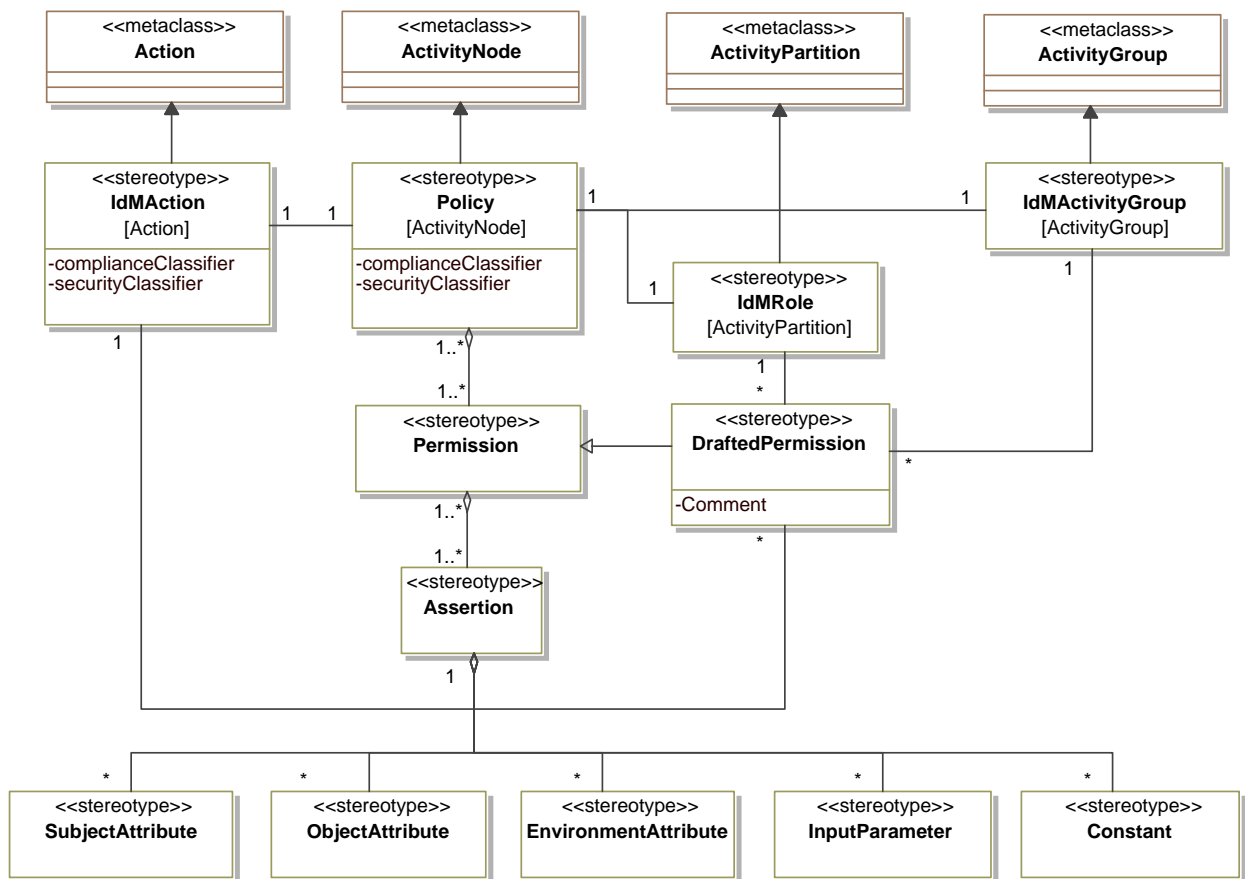 <<metaclass>>
Action
<<metaclass>>
ActivityNode
<<metaclass>>
ActivityPartition
<<metaclass>>
ActivityGroup
<<stereotype>>
IdMAction
[Action]
-complianceClassifier
-securityClassifier
1
1
<<stereotype>>
Policy
[ActivityNode]
-complianceClassifier
-securityClassifier
1
1
<<stereotype>>
IdMActivityGroup
[ActivityGroup]
1
1
<<stereotype>>
IdMRole
[ActivityPartition]
1
1
*
1..*
1..*
<<stereotype>>
Permission
<<stereotype>>
DraftedPermission
-Comment
*
*
1..*
1..*
<<stereotype>>
Assertion
1
*
*
*
*
*
<<stereotype>>
SubjectAttribute
<<stereotype>>
ObjectAttribute
<<stereotype>>
EnvironmentAttribute
<<stereotype>>
InputParameter
<<stereotype>>
Constant